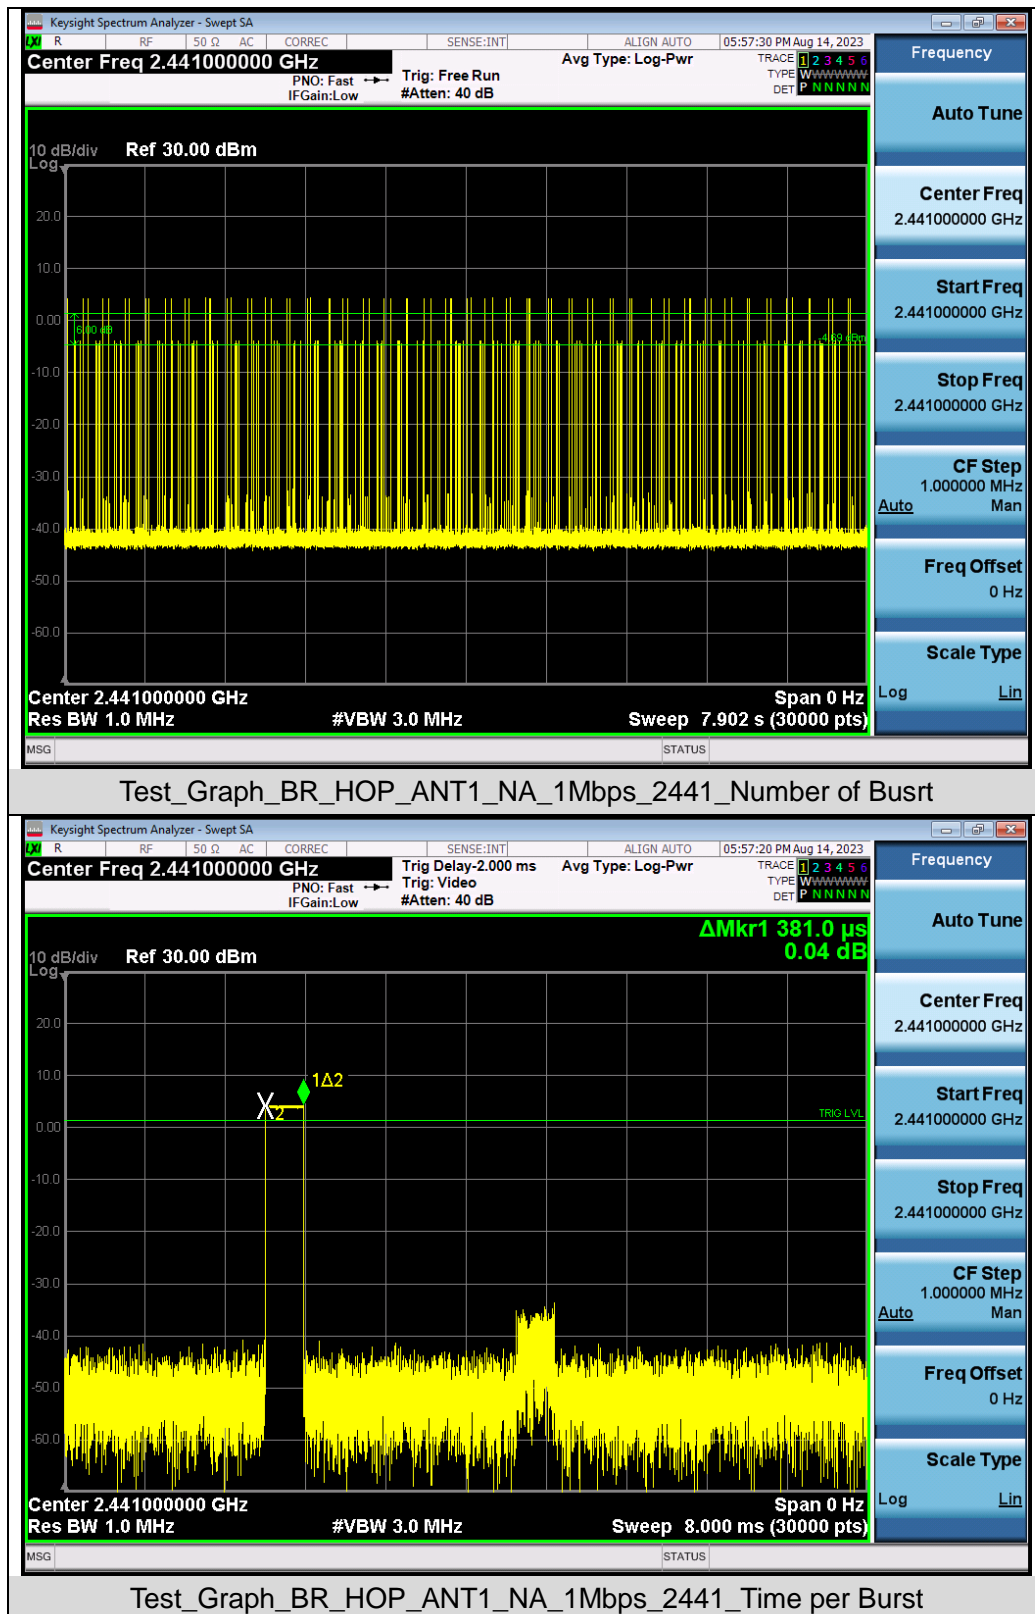 Keysight Spectrum Analyzer - Swept SA
LXI R RF 50 Ω AC CORREC SENSE:INT ALIGN AUTO 05:57:30 PM Aug 14, 2023
Center Freq 2.441000000 GHz
PNO: Fast
IFGain:Low
Trig: Free Run
#Atten: 40 dB
Avg Type: Log-Pwr
TRACE 1 2 3 4 5 6
TYPE WWWWWW
DET P N N N N N
10 dB/div
Log
Ref 30.00 dBm
20.0
10.0
0.00
-10.0
-20.0
-30.0
-40.0
-50.0
-60.0
6.00 dB
-4.69 dBm
Center 2.441000000 GHz
Span 0 Hz
Res BW 1.0 MHz
#VBW 3.0 MHz
Sweep 7.902 s (30000 pts)
MSG
STATUS
Frequency
Auto Tune
Center Freq
2.441000000 GHz
Start Freq
2.441000000 GHz
Stop Freq
2.441000000 GHz
CF Step
1.000000 MHz
Auto Man
Freq Offset
0 Hz
Scale Type
Log Lin
Test_Graph_BR_HOP_ANT1_NA_1Mbps_2441_Number of Busrt
Keysight Spectrum Analyzer - Swept SA
LXI R RF 50 Ω AC CORREC SENSE:INT ALIGN AUTO 05:57:20 PM Aug 14, 2023
Center Freq 2.441000000 GHz
PNO: Fast
IFGain:Low
Trig Delay-2.000 ms
Trig: Video
#Atten: 40 dB
Avg Type: Log-Pwr
TRACE 1 2 3 4 5 6
TYPE WWWWWW
DET P N N N N N
ΔMkr1 381.0 µs
0.04 dB
10 dB/div
Log
Ref 30.00 dBm
20.0
10.0
0.00
-10.0
-20.0
-30.0
-40.0
-50.0
-60.0
1Δ2
X2
TRIG LVL
Center 2.441000000 GHz
Span 0 Hz
Res BW 1.0 MHz
#VBW 3.0 MHz
Sweep 8.000 ms (30000 pts)
MSG
STATUS
Frequency
Auto Tune
Center Freq
2.441000000 GHz
Start Freq
2.441000000 GHz
Stop Freq
2.441000000 GHz
CF Step
1.000000 MHz
Auto Man
Freq Offset
0 Hz
Scale Type
Log Lin
Test_Graph_BR_HOP_ANT1_NA_1Mbps_2441_Time per Burst